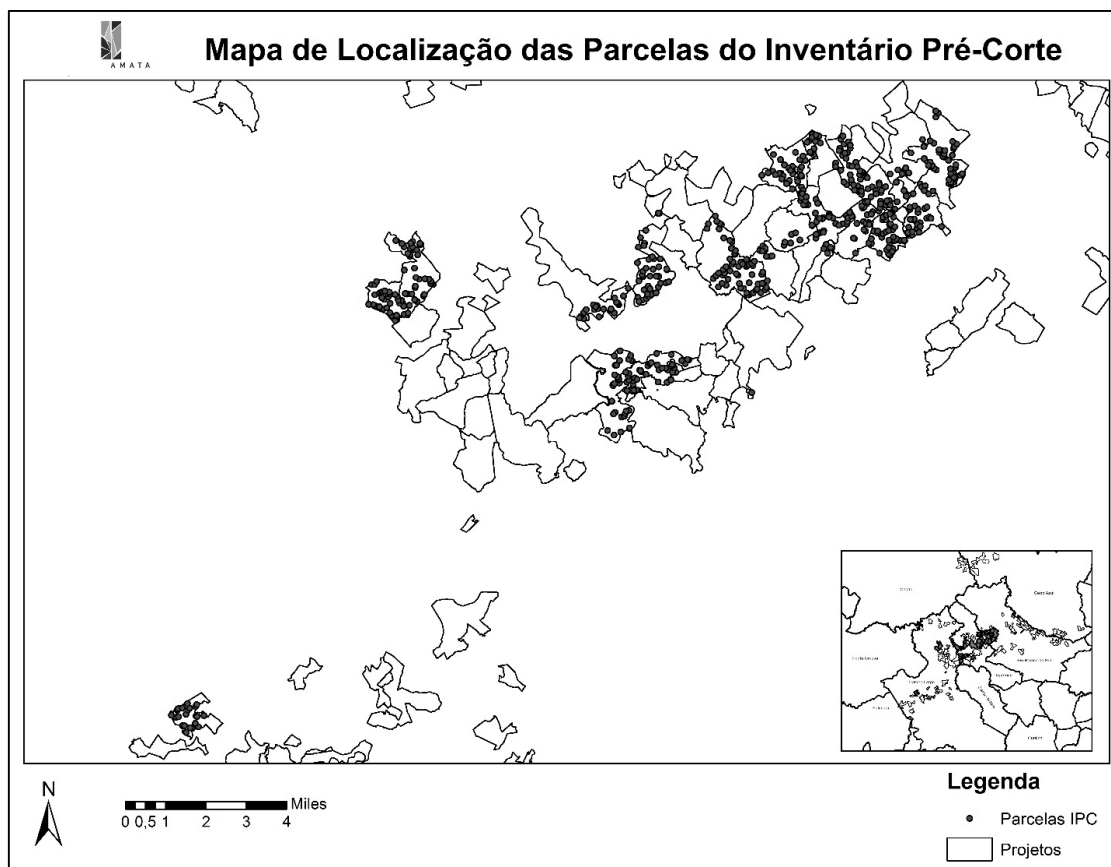 AMATA
Mapa de Localização das Parcelas do Inventário Pré-Corte
N
Miles
0 0,5 1 2 3 4
Legenda
Parcelas IPC
Projetos